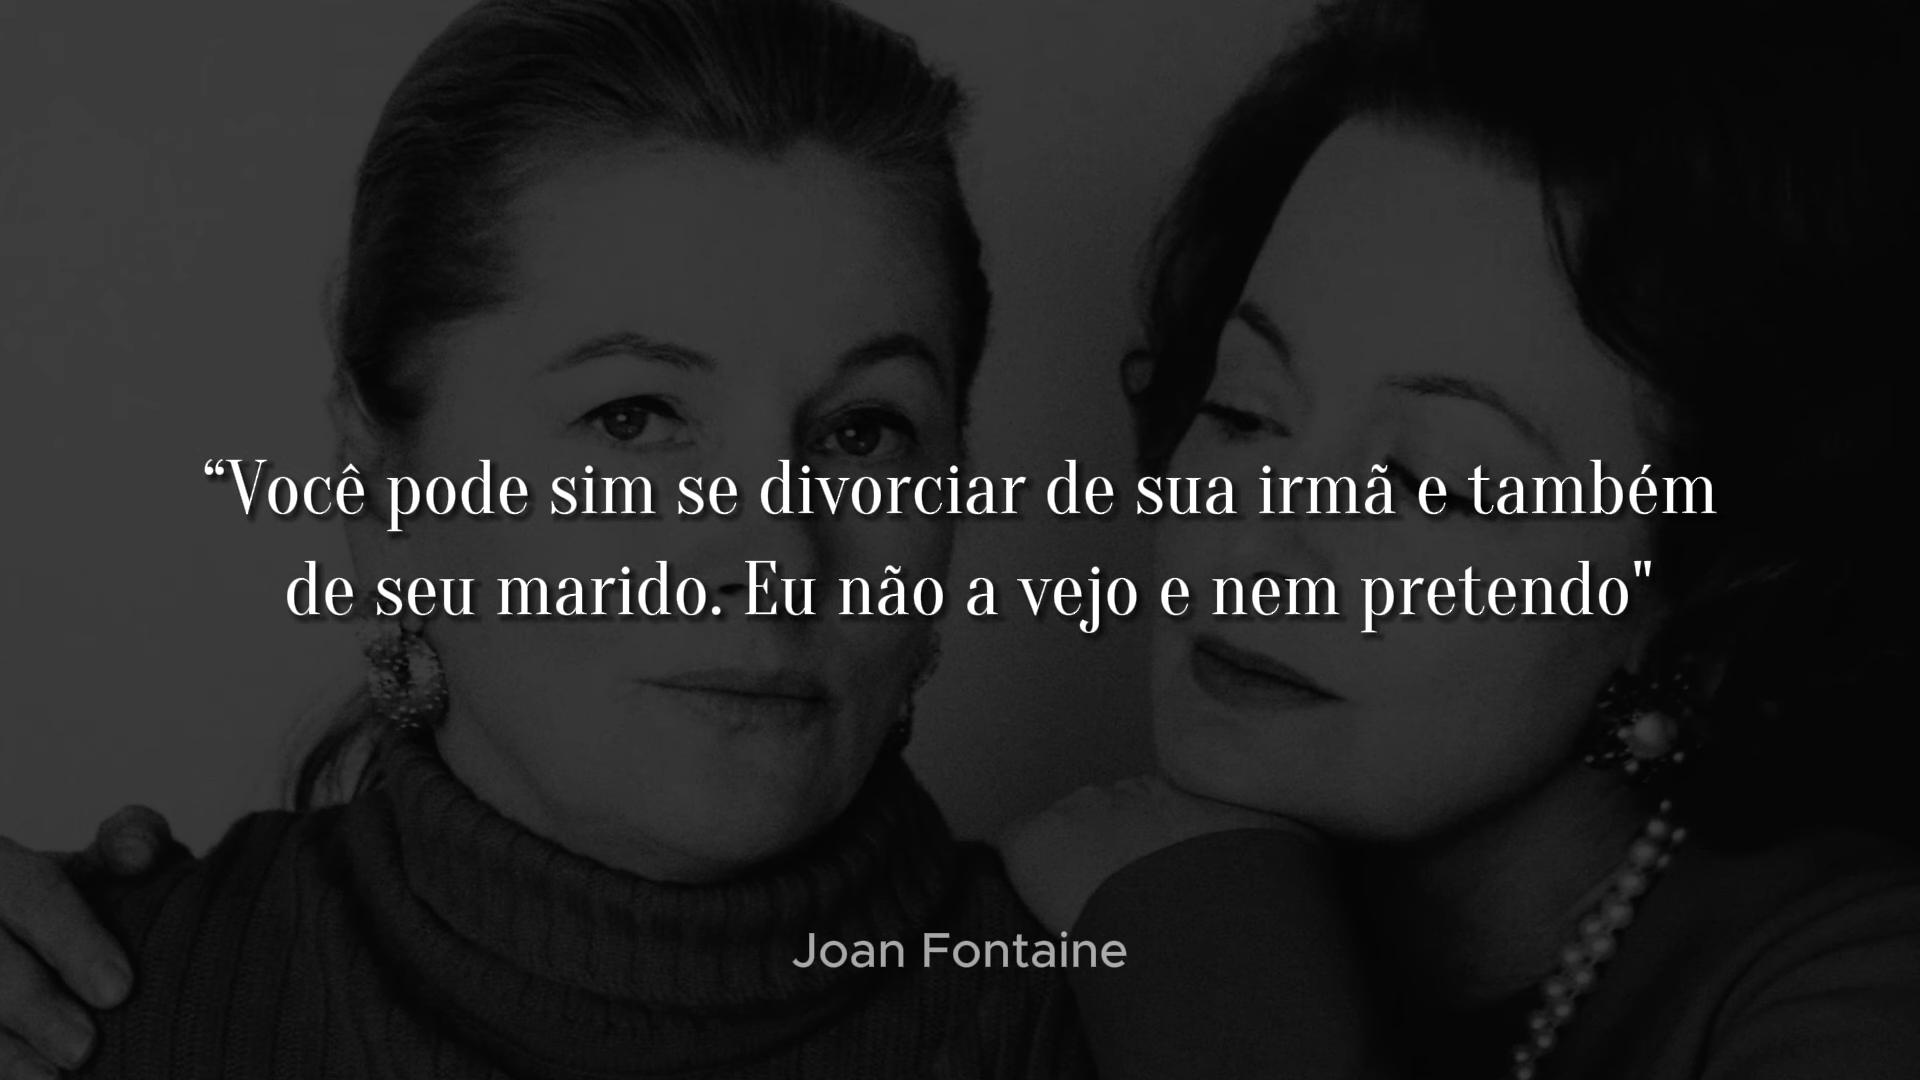 “Você pode sim se divorciar de sua irmã e também
de seu marido. Eu não a vejo e nem pretendo"
Joan Fontaine